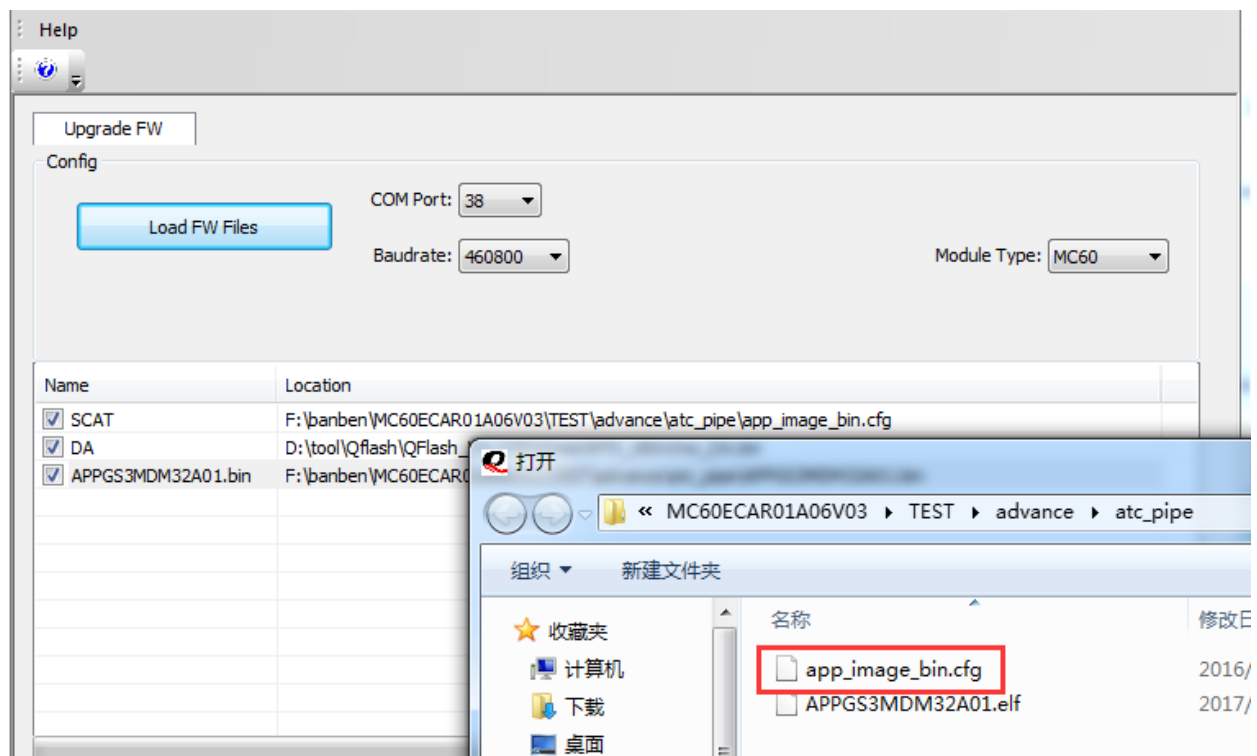 Help
Upgrade FW
Config
Load FW Files
COM Port: 38
Baudrate: 460800
Module Type: MC60
Name Location
SCAT F:\banben\MC60ECAR01A06V03\TEST\advance\atc_pipe\app_image_bin.cfg
DA D:\tool\Qflash\QFlash_
APPGS3MDM32A01.bin F:\banben\MC60ECAR0
打开
« MC60ECAR01A06V03 TEST advance atc_pipe
组织 新建文件夹
收藏夹
计算机
下载
桌面
名称 修改日
app_image_bin.cfg 2016/
APPGS3MDM32A01.elf 2017/